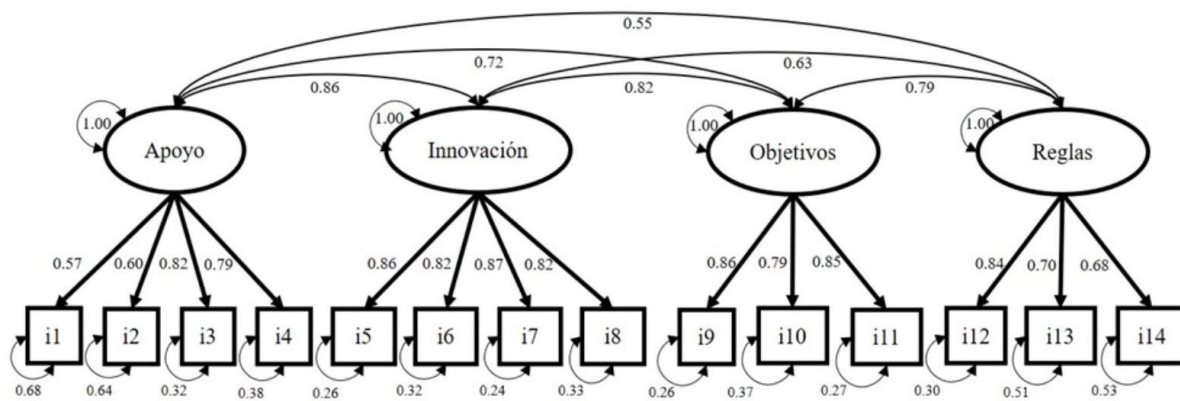 0.55
0.72 0.63
0.86 0.82 0.79
1.00 1.00 1.00 1.00
Apoyo Innovación Objetivos Reglas
0.57 0.60 0.82 0.79 0.86 0.82 0.87 0.82 0.86 0.79 0.85 0.84 0.70 0.68
i1 i2 i3 i4 i5 i6 i7 i8 i9 i10 i11 i12 i13 i14
0.68 0.64 0.32 0.38 0.26 0.32 0.24 0.33 0.26 0.37 0.27 0.30 0.51 0.53